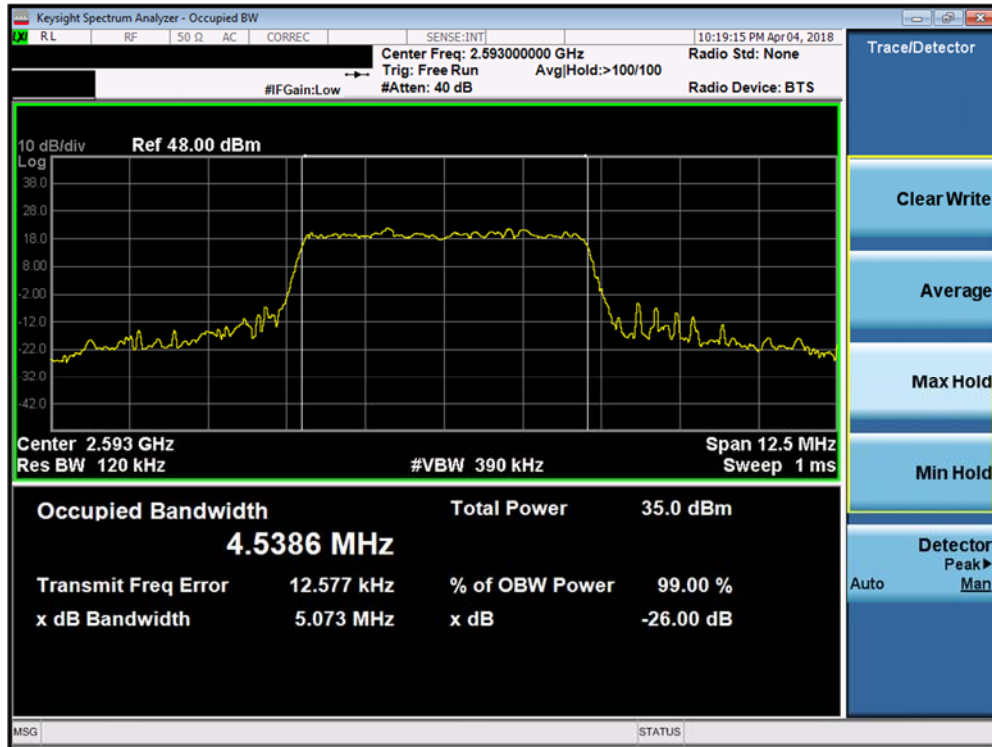 Keysight Spectrum Analyzer - Occupied BW
LXI RL RF 50 Ω AC CORREC SENSE:INT 10:19:15 PM Apr 04, 2018
Center Freq: 2.593000000 GHz Radio Std: None
Trig: Free Run Avg|Hold:>100/100
#IFGain:Low #Atten: 40 dB Radio Device: BTS
Trace/Detector
10 dB/div Ref 48.00 dBm
Log
38.0
28.0
18.0
8.00
-2.00
-12.0
-22.0
-32.0
-42.0
Center 2.593 GHz Span 12.5 MHz
Res BW 120 kHz #VBW 390 kHz Sweep 1 ms
Occupied Bandwidth Total Power 35.0 dBm
4.5386 MHz
Transmit Freq Error 12.577 kHz % of OBW Power 99.00 %
x dB Bandwidth 5.073 MHz x dB -26.00 dB
Clear Write
Average
Max Hold
Min Hold
Detector
Peak▶
Auto Man
MSG STATUS